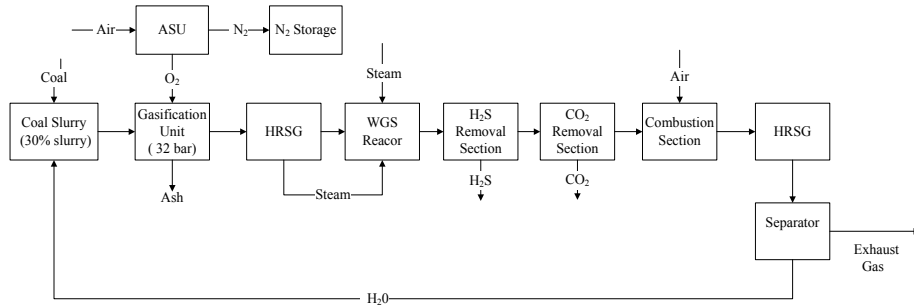 Air
ASU
N₂
N₂ Storage
Coal
O₂
Steam
Air
Coal Slurry
(30% slurry)
Gasification
Unit
( 32 bar)
HRSG
WGS
Reacor
H₂S
Removal
Section
CO₂
Removal
Section
Combustion
Section
HRSG
Ash
Steam
H₂S
CO₂
Separator
Exhaust
Gas
H₂0